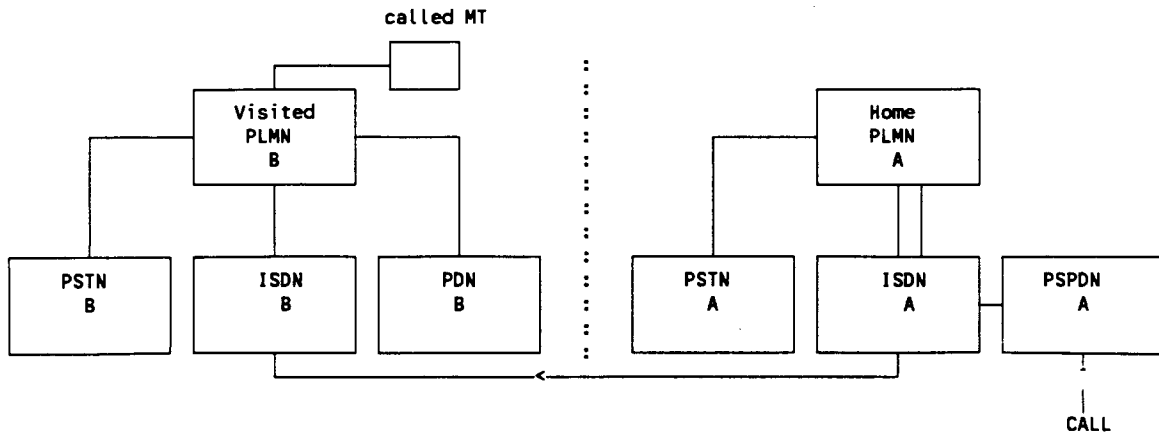 called MT
Visited
PLMN
B
Home
PLMN
A
PSTN
B
ISDN
B
PDN
B
PSTN
A
ISDN
A
PSPDN
A
CALL